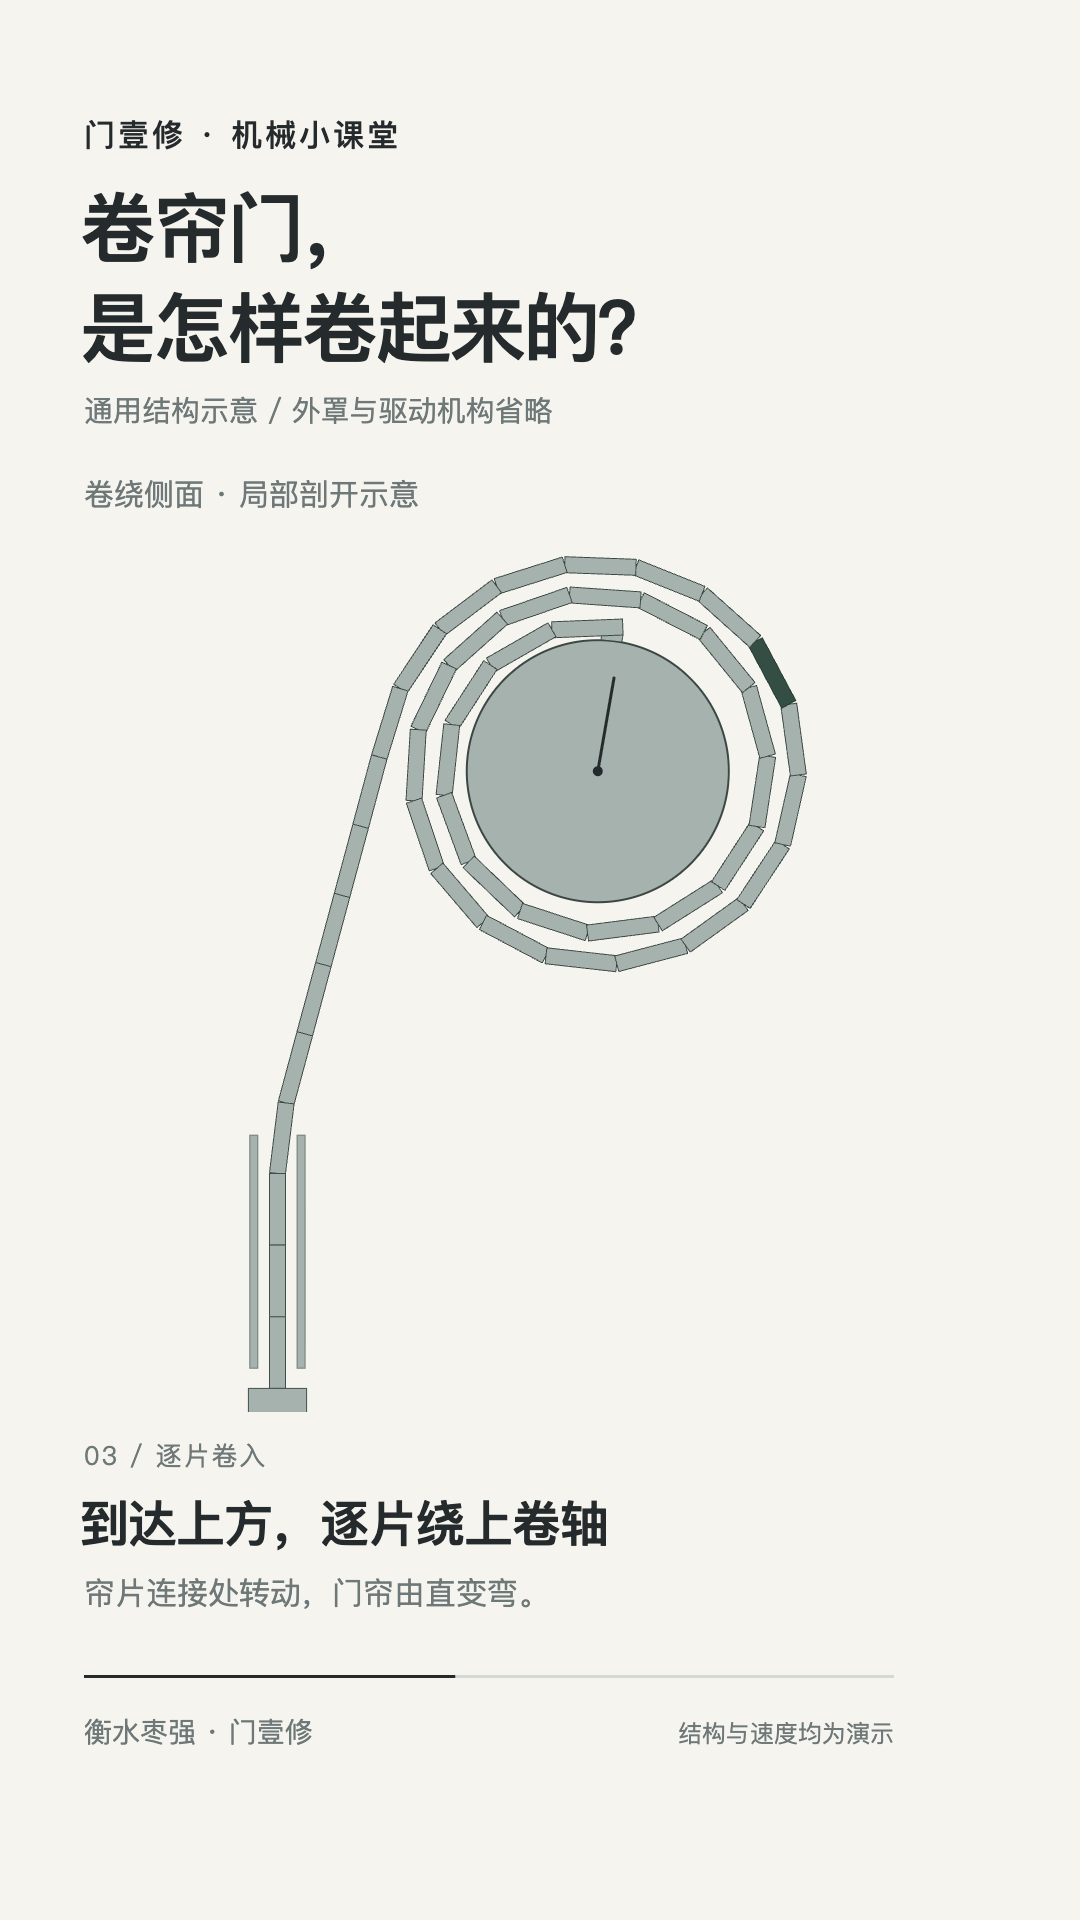 门壹修 · 机械小课堂
卷帘门，
是怎样卷起来的？
通用结构示意 / 外罩与驱动机构省略
卷绕侧面 · 局部剖开示意
03 / 逐片卷入
到达上方，逐片绕上卷轴
帘片连接处转动，门帘由直变弯。
衡水枣强 · 门壹修
结构与速度均为演示